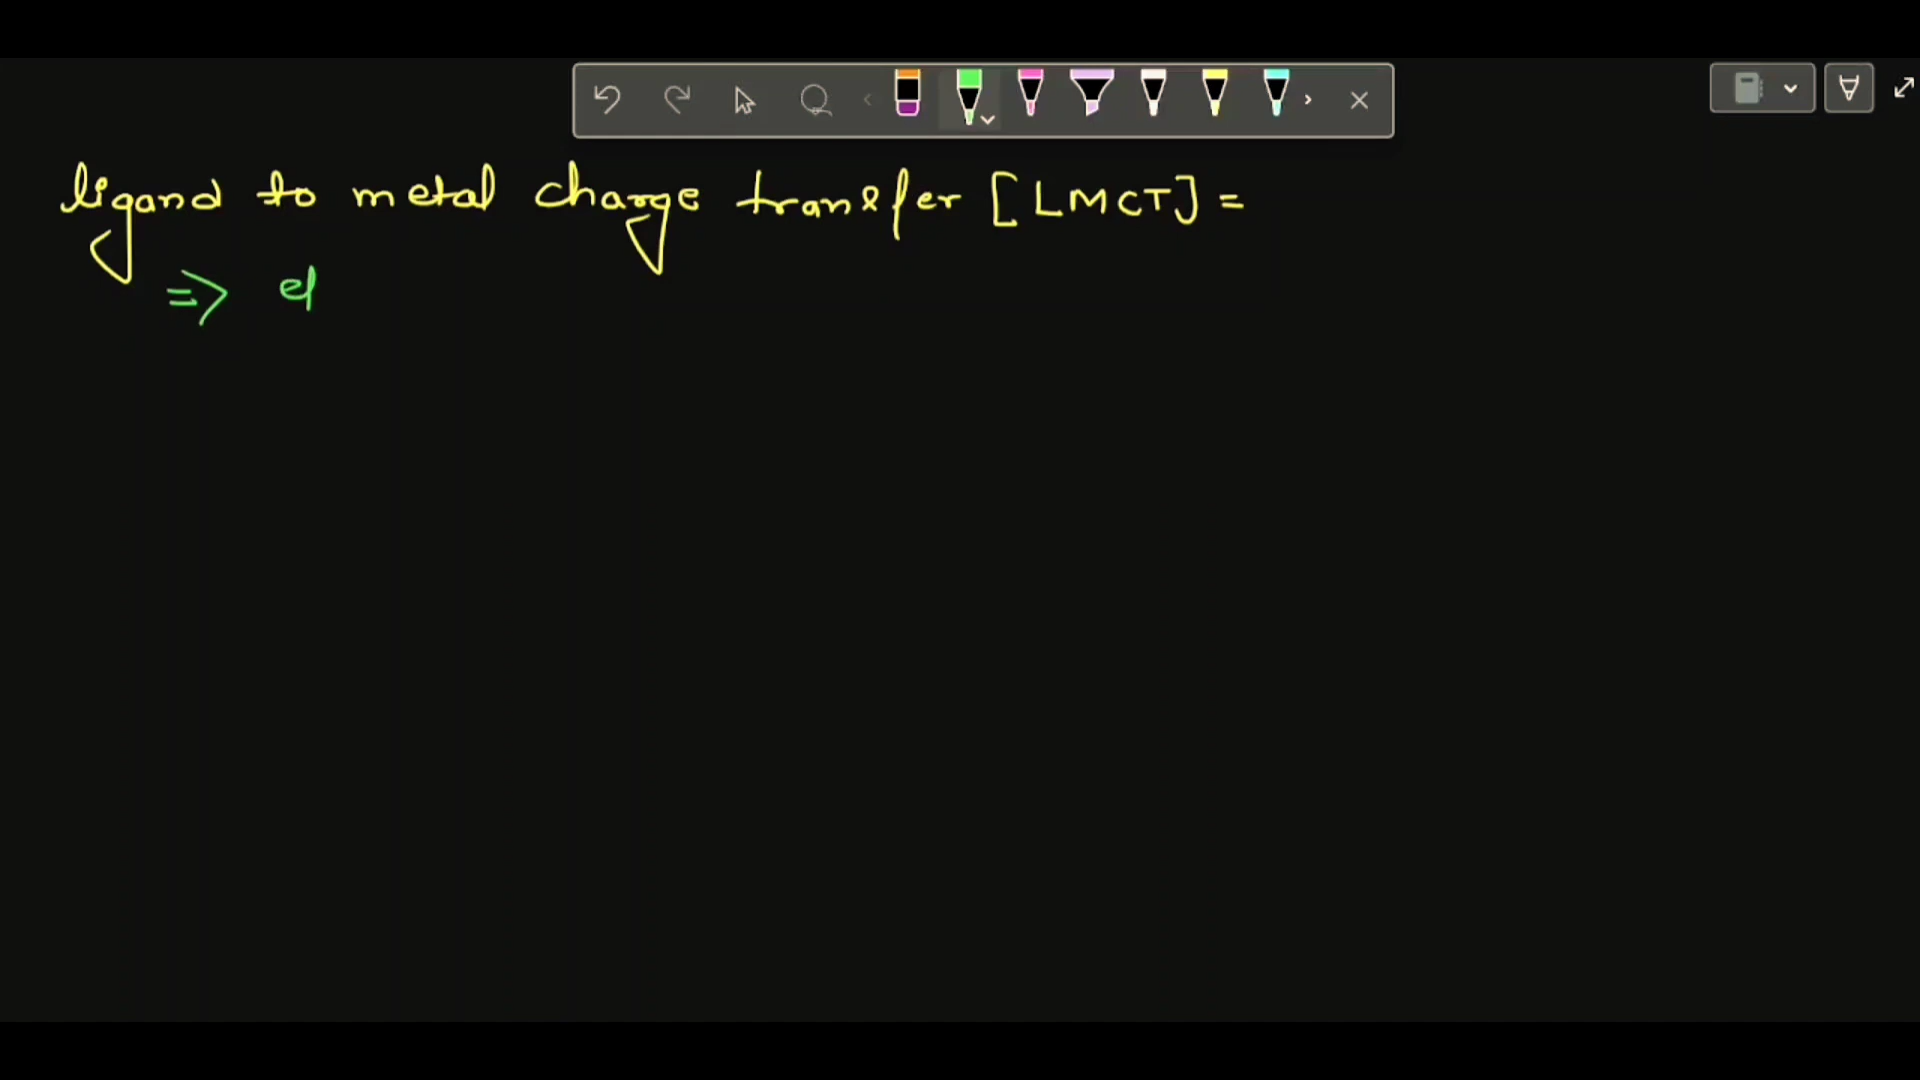 ligand to metal charge transfer [LMCT] =
=> el